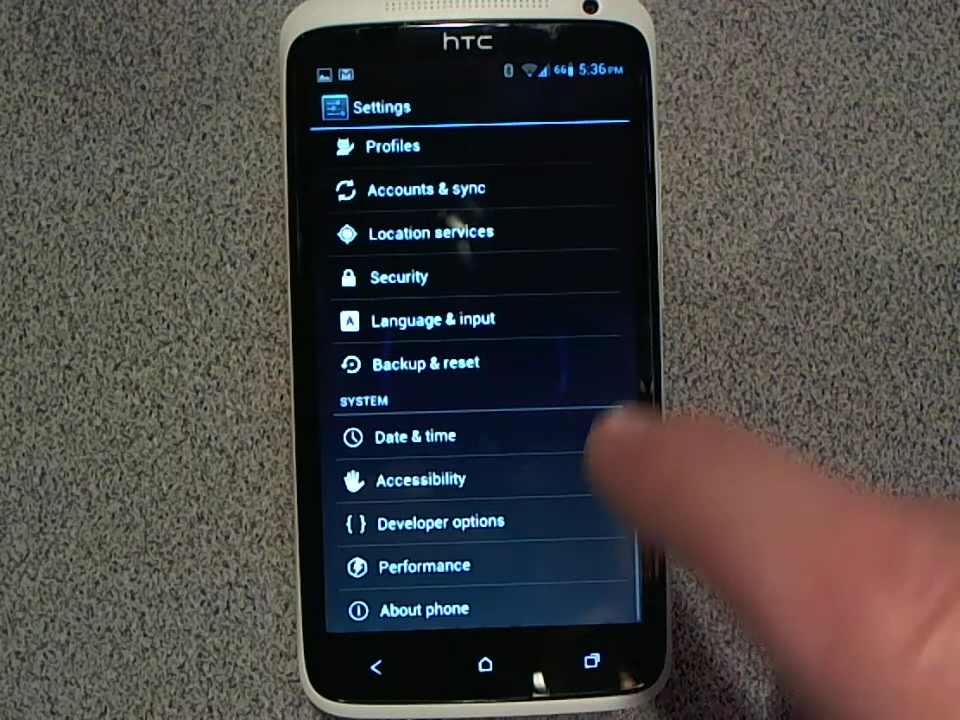 hTC
66 5:36 PM
Settings
Profiles
Accounts & sync
Location services
Security
A Language & input
Backup & reset
SYSTEM
Date & time
Accessibility
{ } Developer options
Performance
About phone